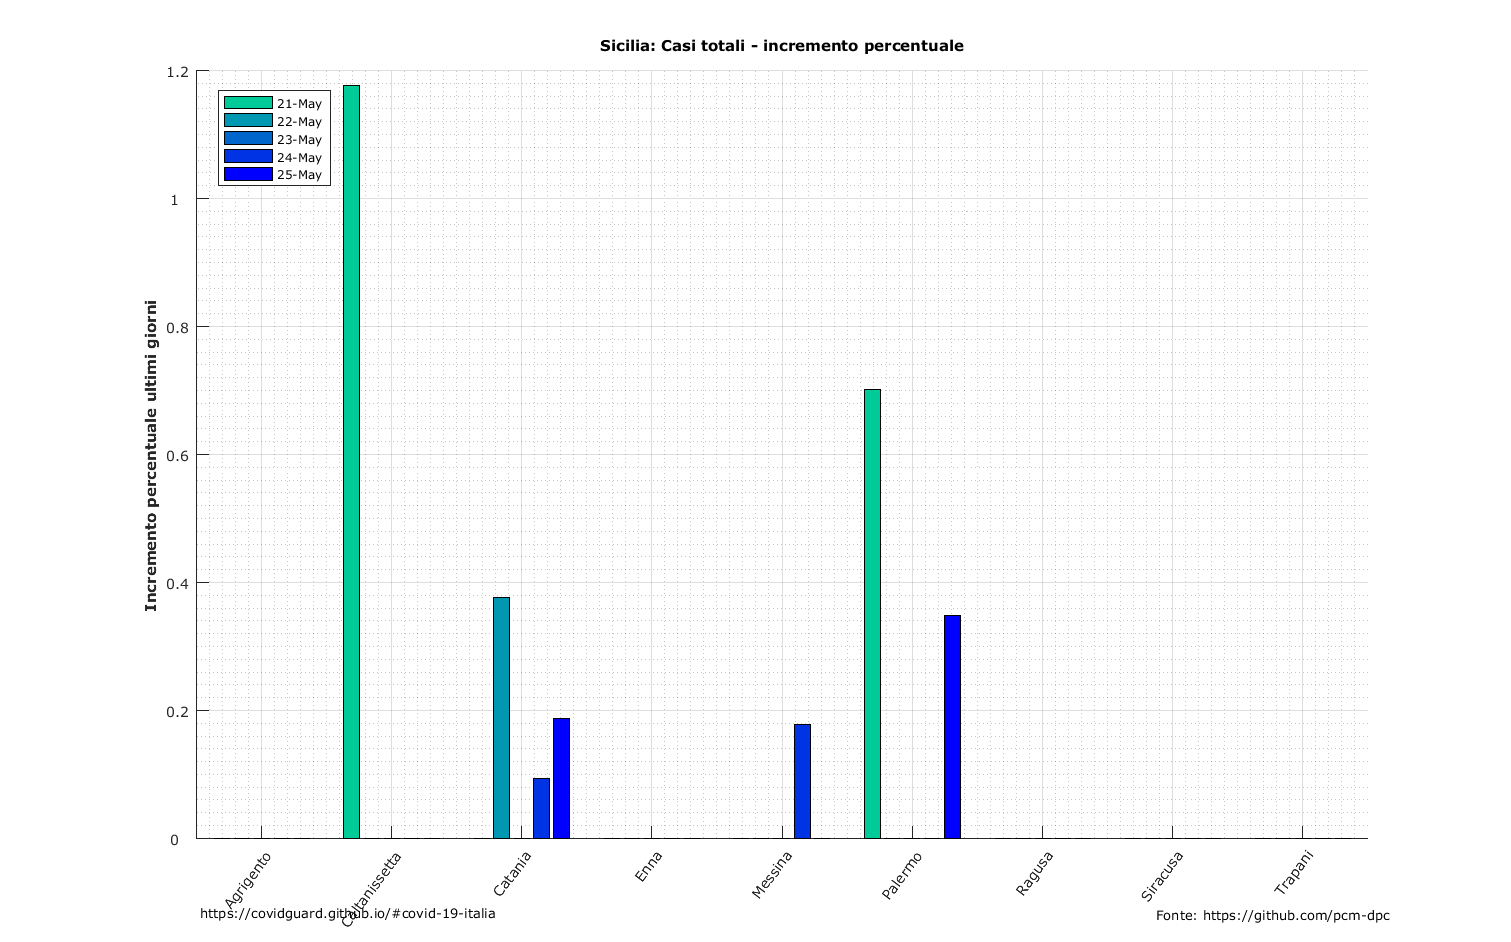 Sicilia: Casi totali - incremento percentuale
1.2
1
0.8
0.6
0.4
0.2
0
Incremento percentuale ultimi giorni
21-May
22-May
23-May
24-May
25-May
Agrigento
Caltanissetta
Catania
Enna
Messina
Palermo
Ragusa
Siracusa
Trapani
https://covidguard.github.io/#covid-19-italia
Fonte: https://github.com/pcm-dpc